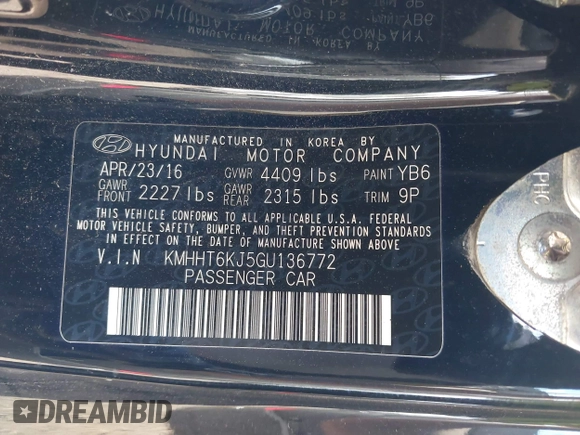 MANUFACTURED IN KOREA BY
HYUNDAI MOTOR COMPANY
APR/23/16 GVWR 4409 lbs PAINT YB6
GAWR FRONT 2227 lbs GAWR REAR 2315 lbs TRIM 9P
THIS VEHICLE CONFORMS TO ALL APPLICABLE U.S.A. FEDERAL
MOTOR VEHICLE SAFETY, BUMPER, AND THEFT PREVENTION STANDARDS
IN EFFECT ON THE DATE OF MANUFACTURE SHOWN ABOVE.
V.I.N KMHHT6KJ5GU136772
PASSENGER CAR
PHC
DREAMBID